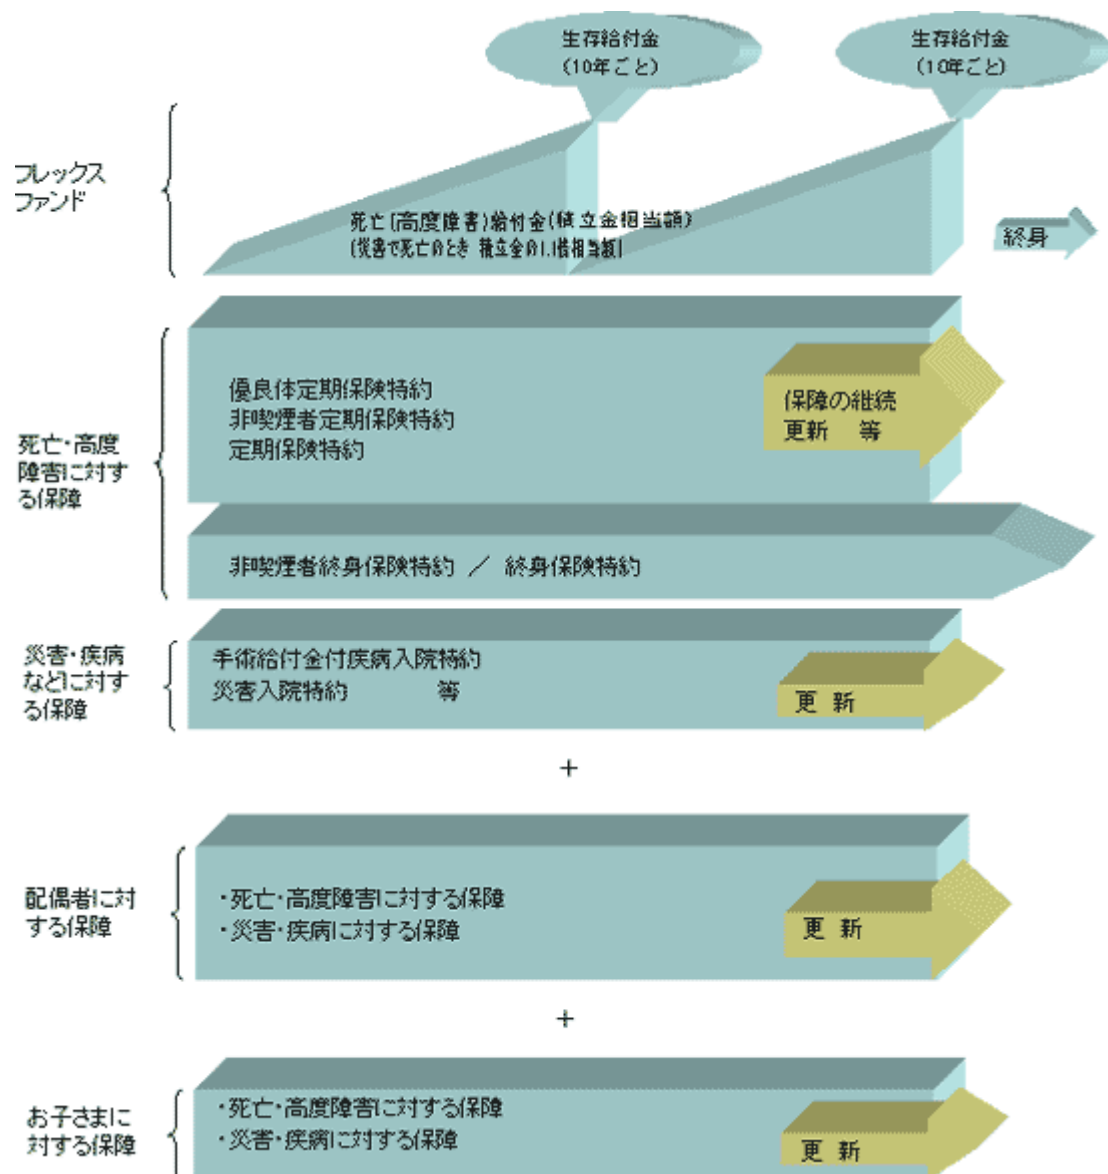 生存給付金
(10年ごと)
生存給付金
(10年ごと)
フレックス
ファンド
死亡(高度障害)給付金(積立金相当額)
(災害で死亡のとき 積立金の1.1倍相当額)
終身
死亡・高度
障害に対す
る保障
優良体定期保険特約
非喫煙者定期保険特約
定期保険特約
保障の継続
更新 等
非喫煙者終身保険特約 / 終身保険特約
災害・疾病
などに対す
る保障
手術給付金付疾病入院特約
災害入院特約 等
更 新
+
配偶者に対
する保障
・死亡・高度障害に対する保障
・災害・疾病に対する保障
更 新
+
お子さまに
対する保障
・死亡・高度障害に対する保障
・災害・疾病に対する保障
更 新